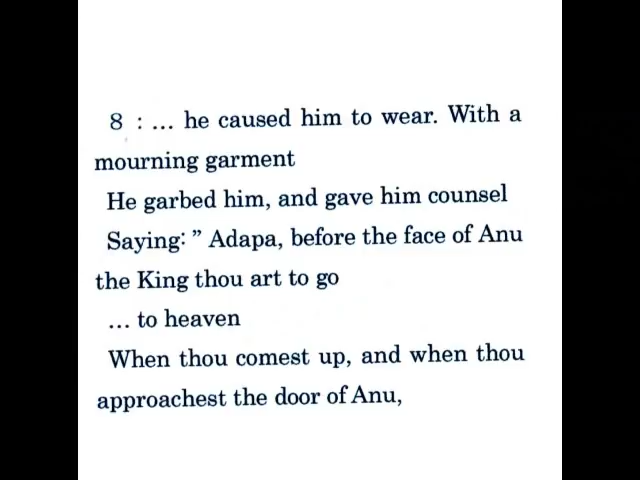 8 : ... he caused him to wear. With a
mourning garment
He garbed him, and gave him counsel
Saying: ” Adapa, before the face of Anu
the King thou art to go
... to heaven
When thou comest up, and when thou
approachest the door of Anu,